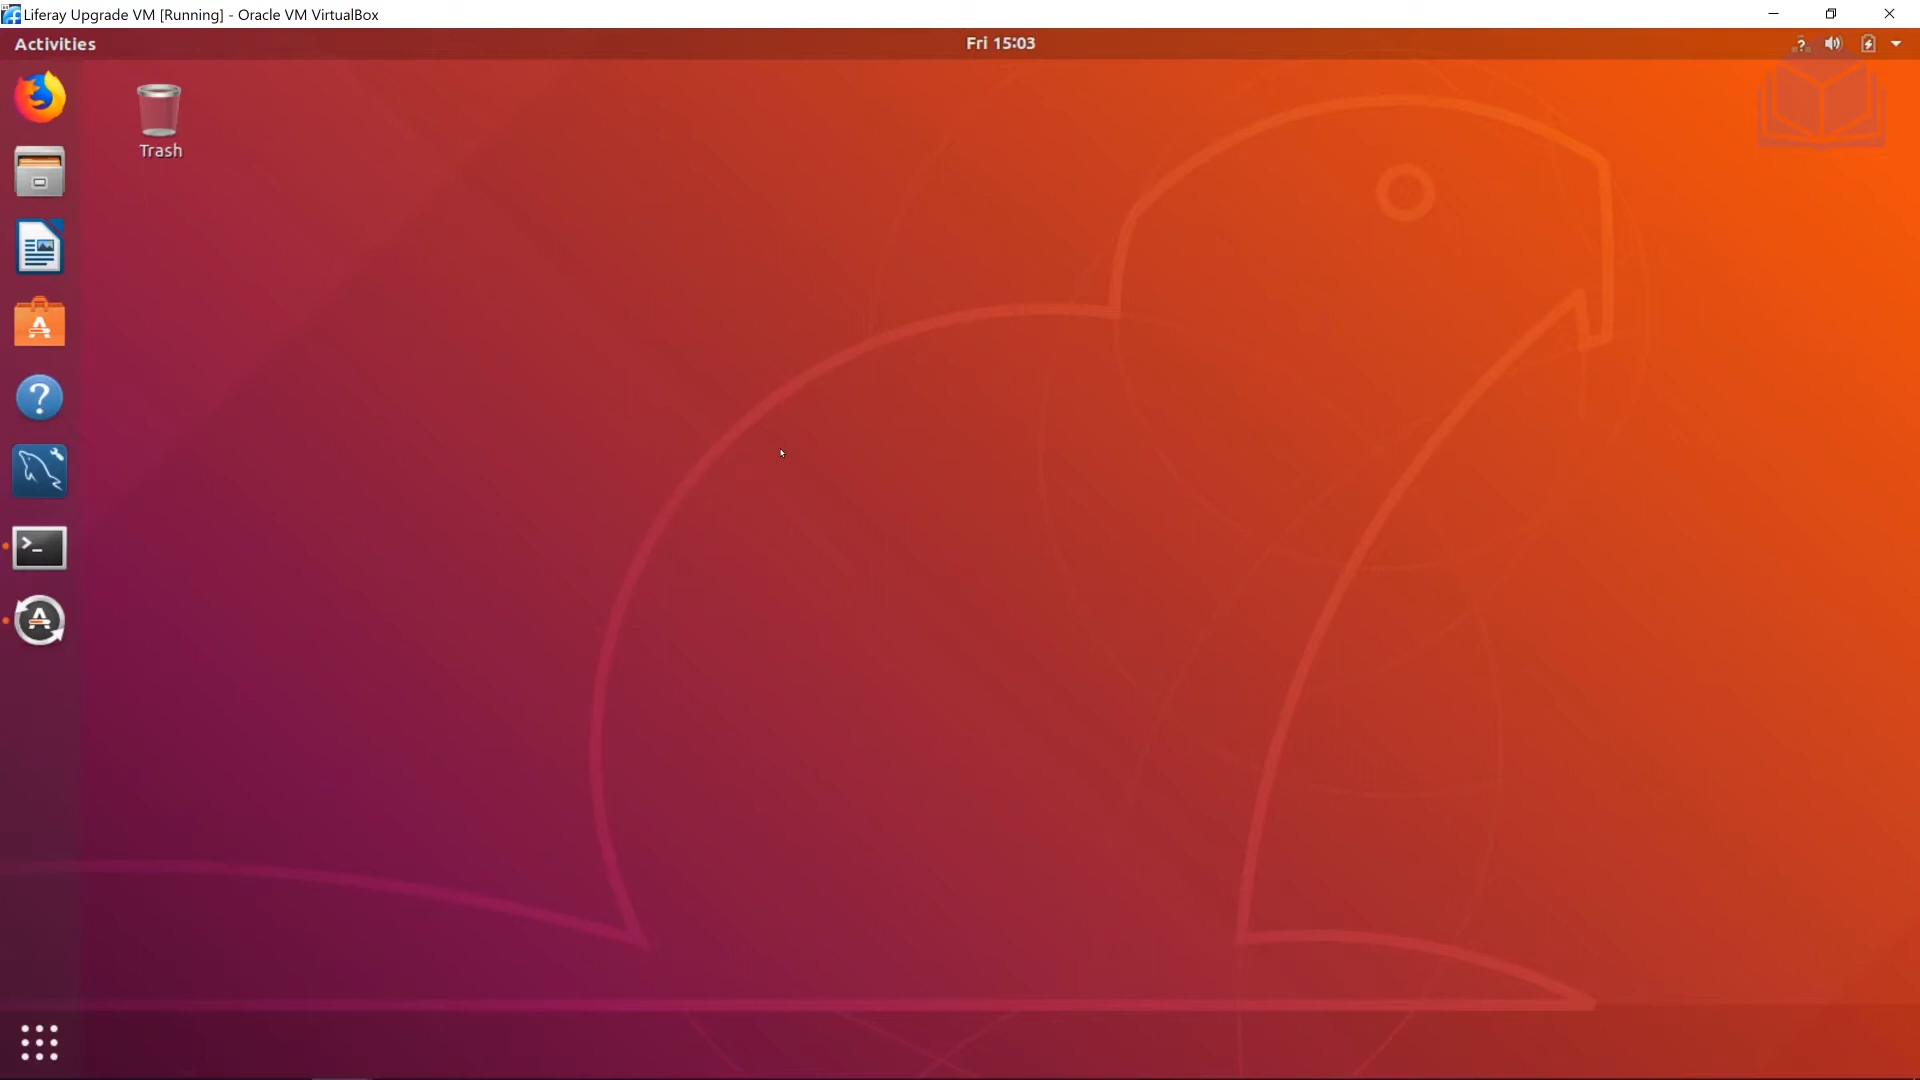 Liferay Upgrade VM [Running] - Oracle VM VirtualBox
Activities
Fri 15:03
Trash